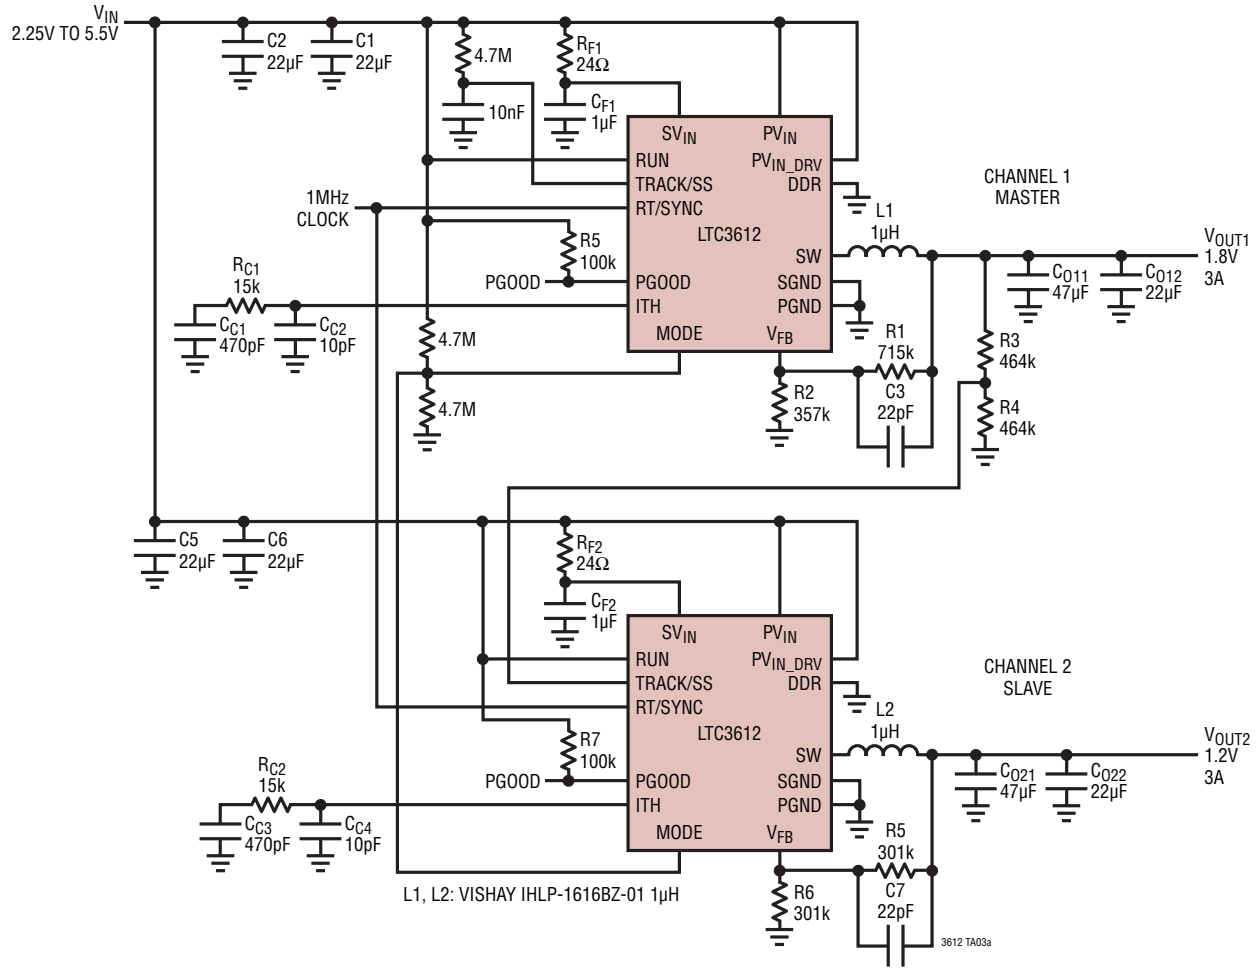 VIN
2.25V TO 5.5V
C2
22µF
C1
22µF
4.7M
10nF
RF1
24Ω
CF1
1µF
SVIN
PVIN
RUN
PVIN_DRV
TRACK/SS
DDR
1MHz
CLOCK
RT/SYNC
LTC3612
CHANNEL 1
MASTER
L1
1µH
SW
VOUT1
1.8V
3A
R5
100k
PGOOD
PGOOD
SGND
ITH
PGND
MODE
VFB
RC1
15k
CC1
470pF
CC2
10pF
4.7M
4.7M
CO11
47µF
CO12
22µF
R1
715k
C3
22pF
R2
357k
R3
464k
R4
464k
C5
22µF
C6
22µF
RF2
24Ω
CF2
1µF
SVIN
PVIN
RUN
PVIN_DRV
TRACK/SS
DDR
RT/SYNC
LTC3612
CHANNEL 2
SLAVE
L2
1µH
SW
VOUT2
1.2V
3A
R7
100k
PGOOD
PGOOD
SGND
ITH
PGND
MODE
VFB
RC2
15k
CC3
470pF
CC4
10pF
CO21
47µF
CO22
22µF
R5
301k
C7
22pF
R6
301k
L1, L2: VISHAY IHLP-1616BZ-01 1µH
3612 TA03a